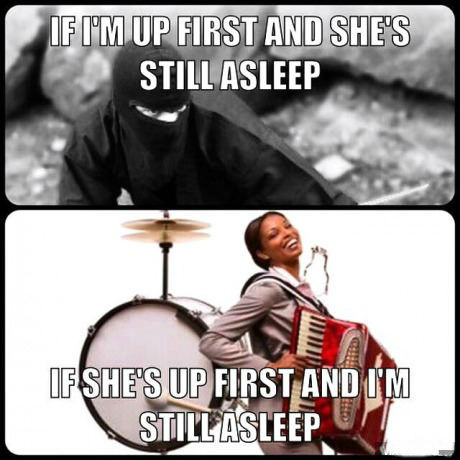 IF I'M UP FIRST AND SHE'S
STILL ASLEEP
IF SHE'S UP FIRST AND I'M
STILL ASLEEP